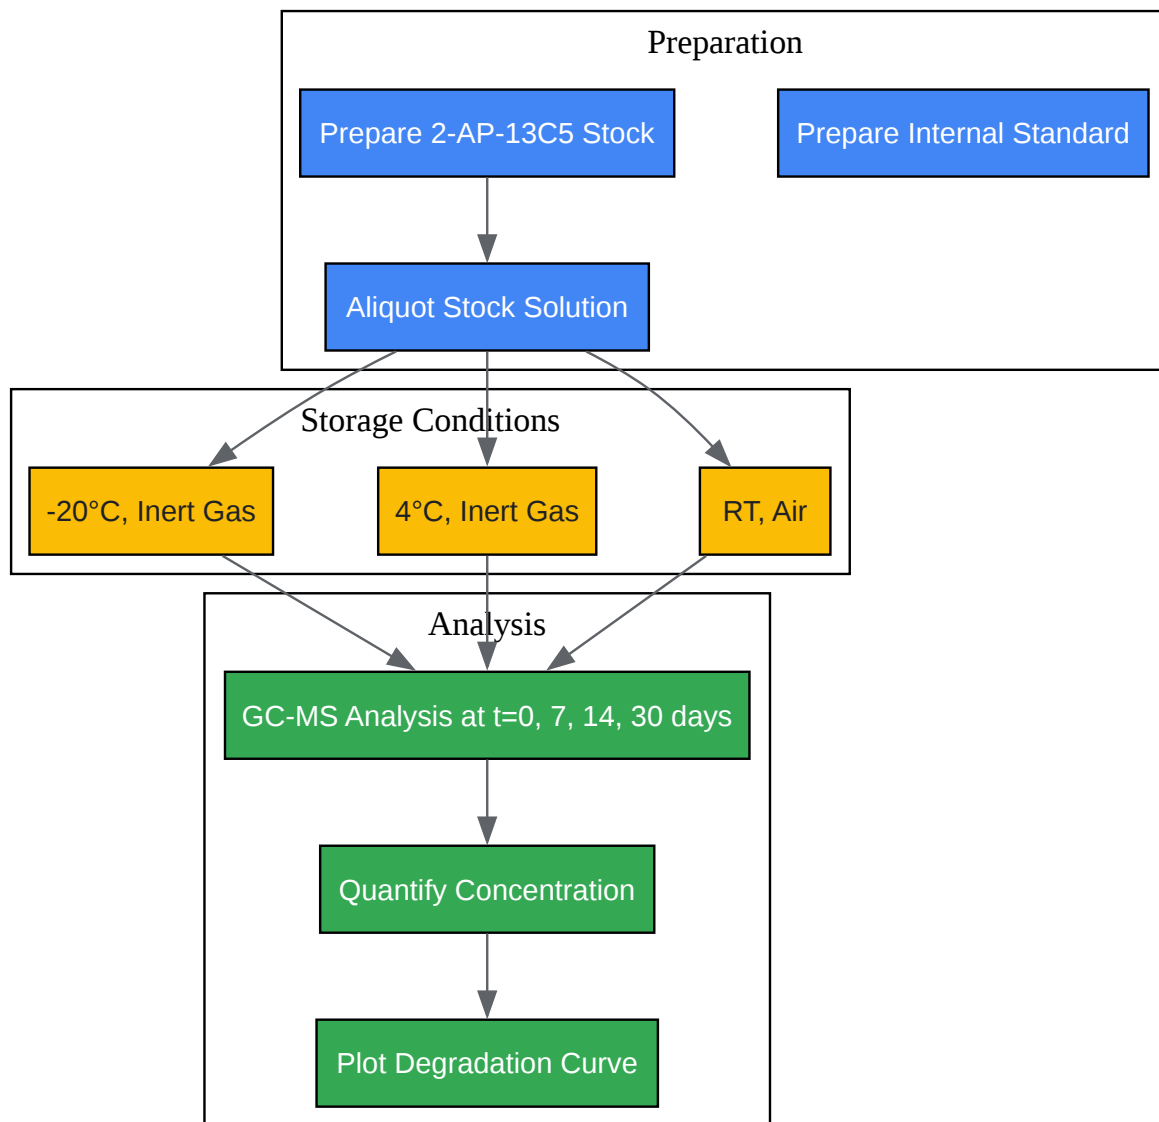 Preparation
Prepare 2-AP-13C5 Stock
Prepare Internal Standard
Aliquot Stock Solution
Storage Conditions
-20°C, Inert Gas
4°C, Inert Gas
RT, Air
Analysis
GC-MS Analysis at t=0, 7, 14, 30 days
Quantify Concentration
Plot Degradation Curve